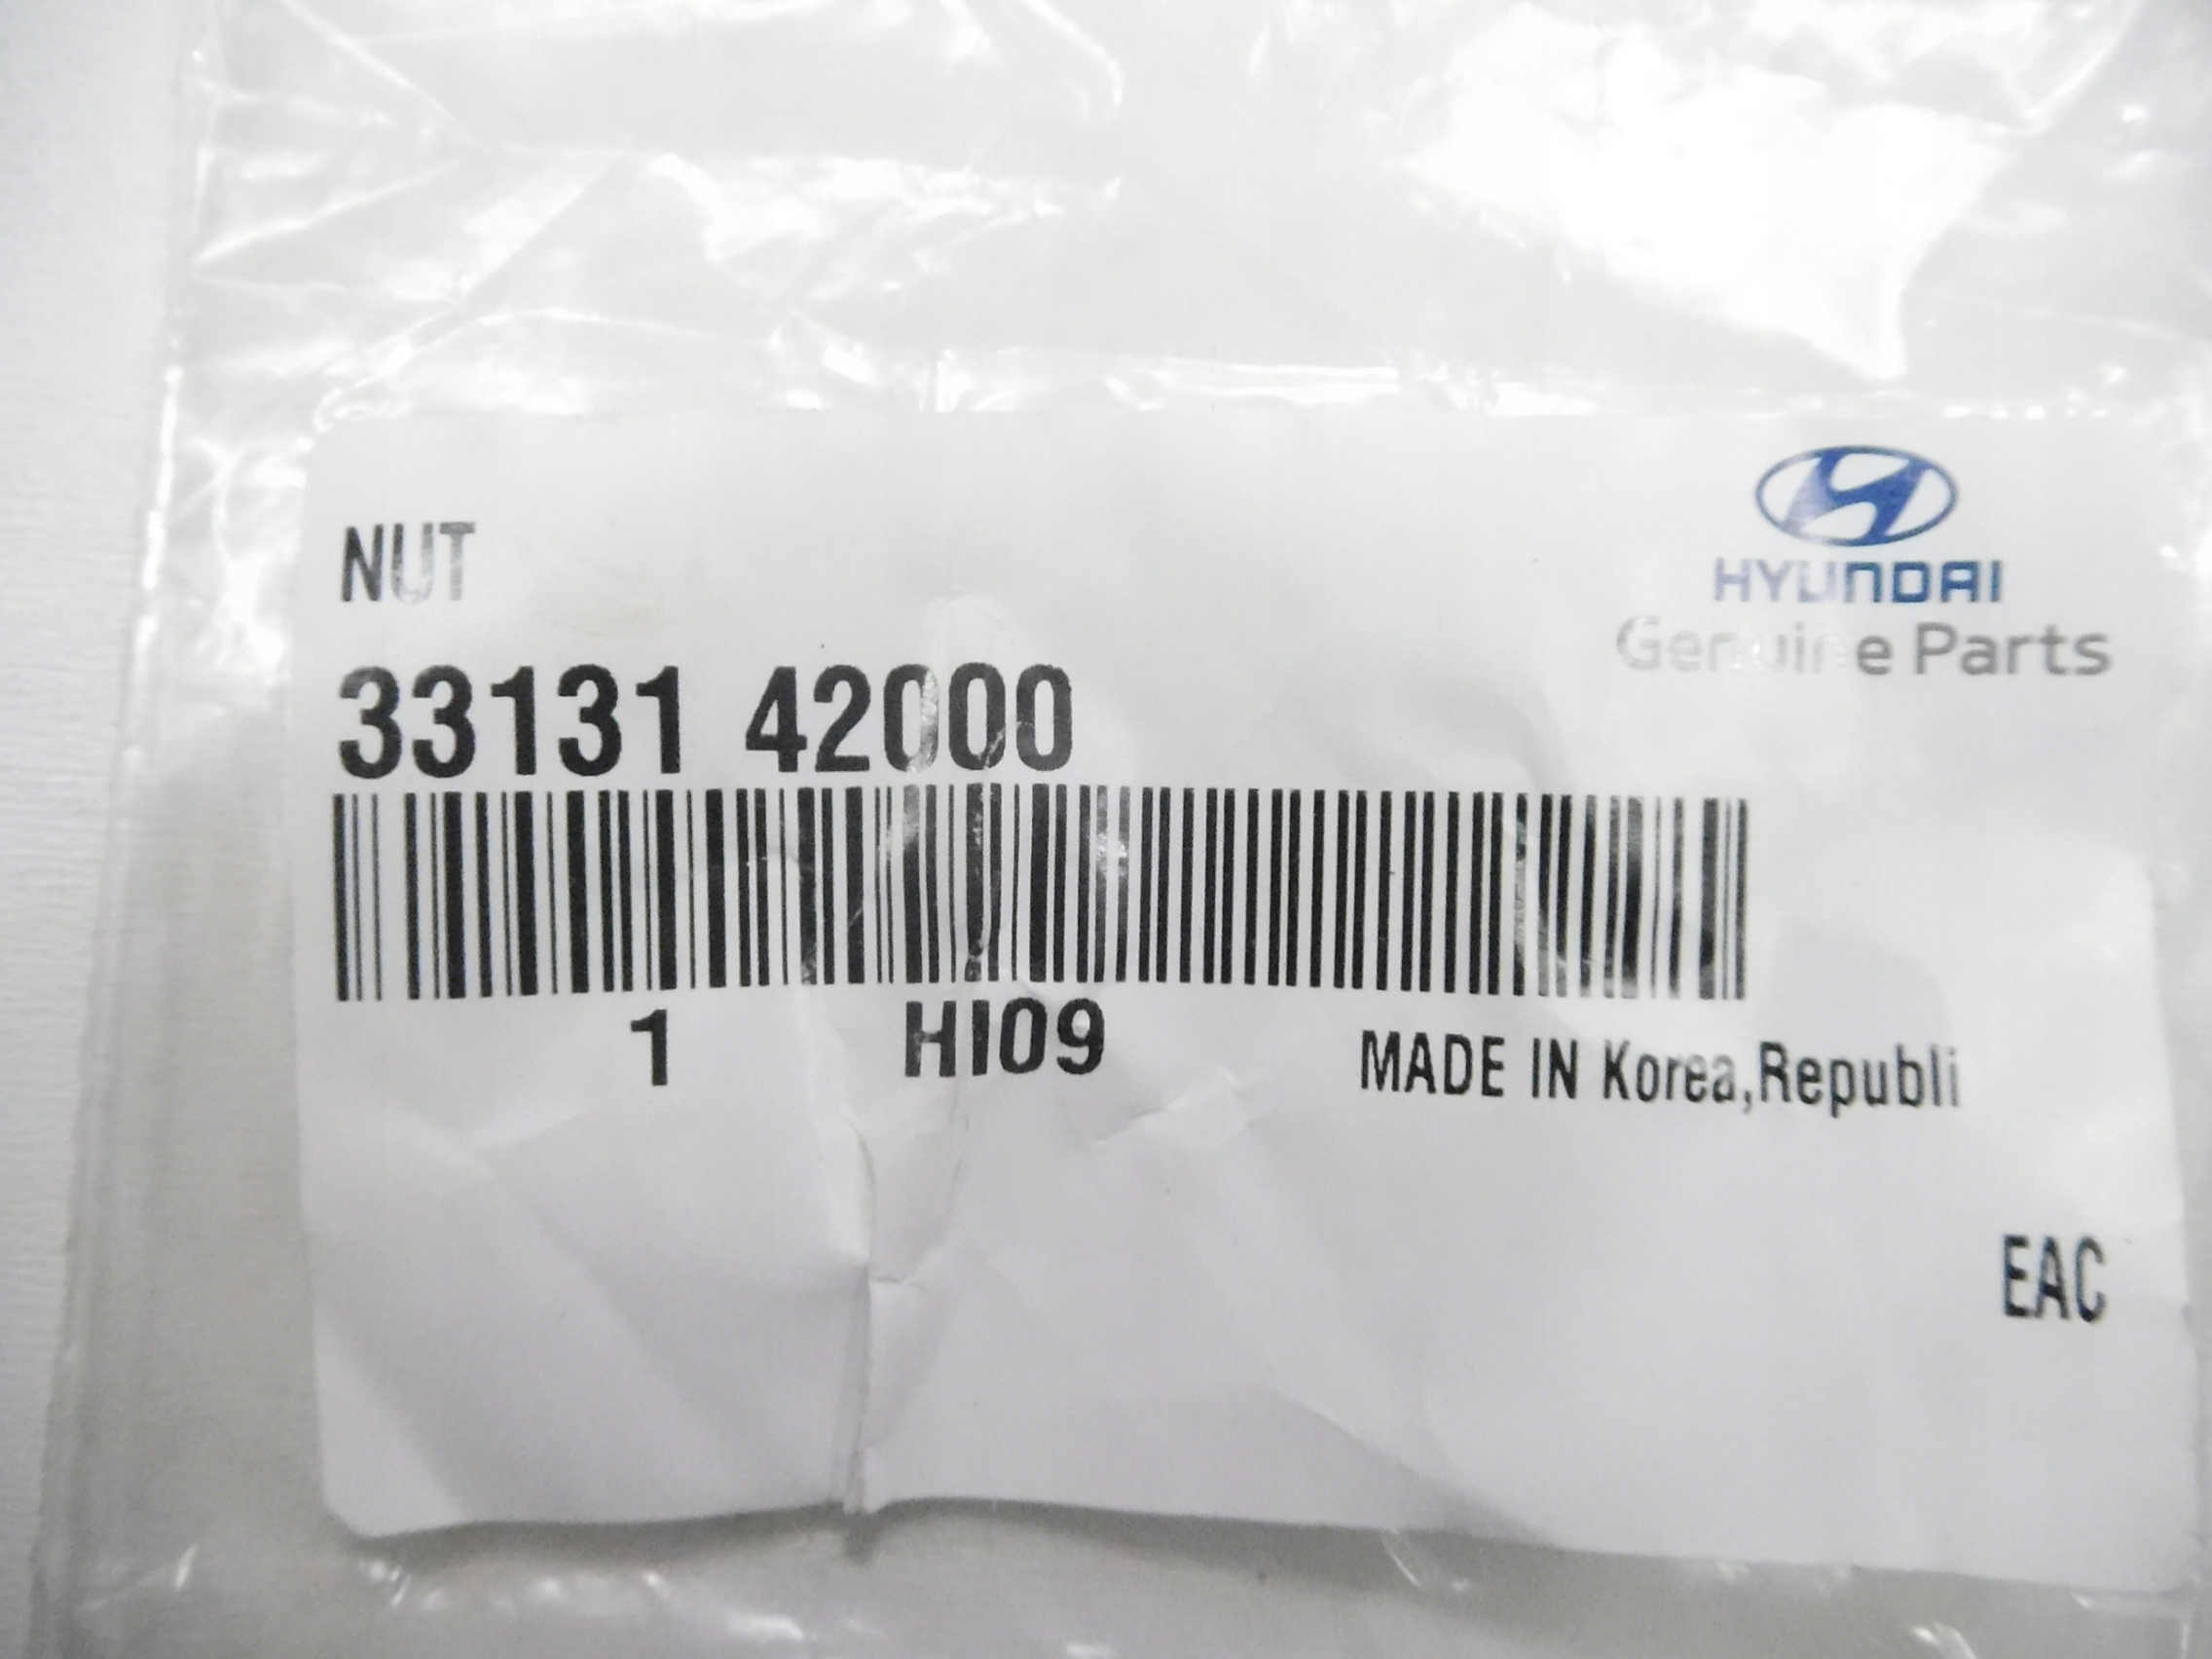 NUT
HYUNDAI
Genuine Parts
33131 42000
1 HI09 MADE IN Korea,Republi
EAC